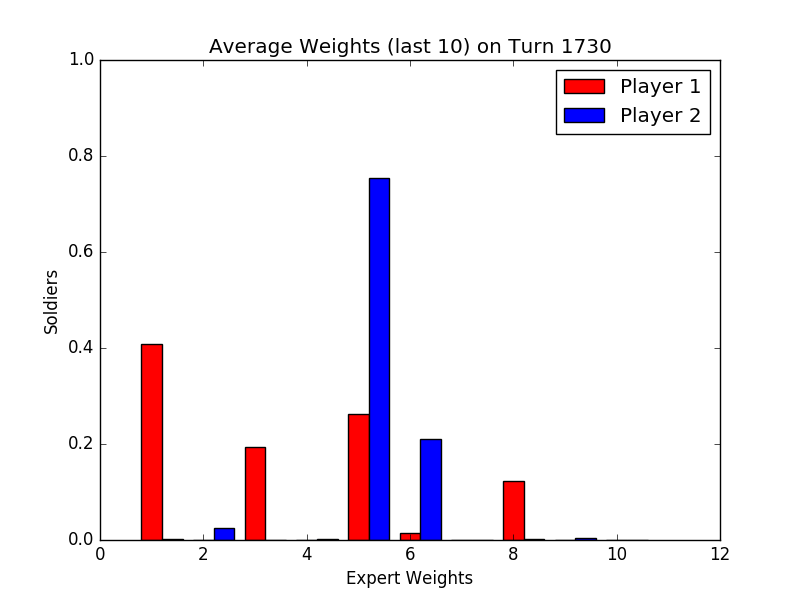 Average Weights (last 10) on Turn 1730
1.0
Player 1
Player 2
0.8
0.6
Soldiers
0.4
0.2
0.0
0 2 4 6 8 10 12
Expert Weights